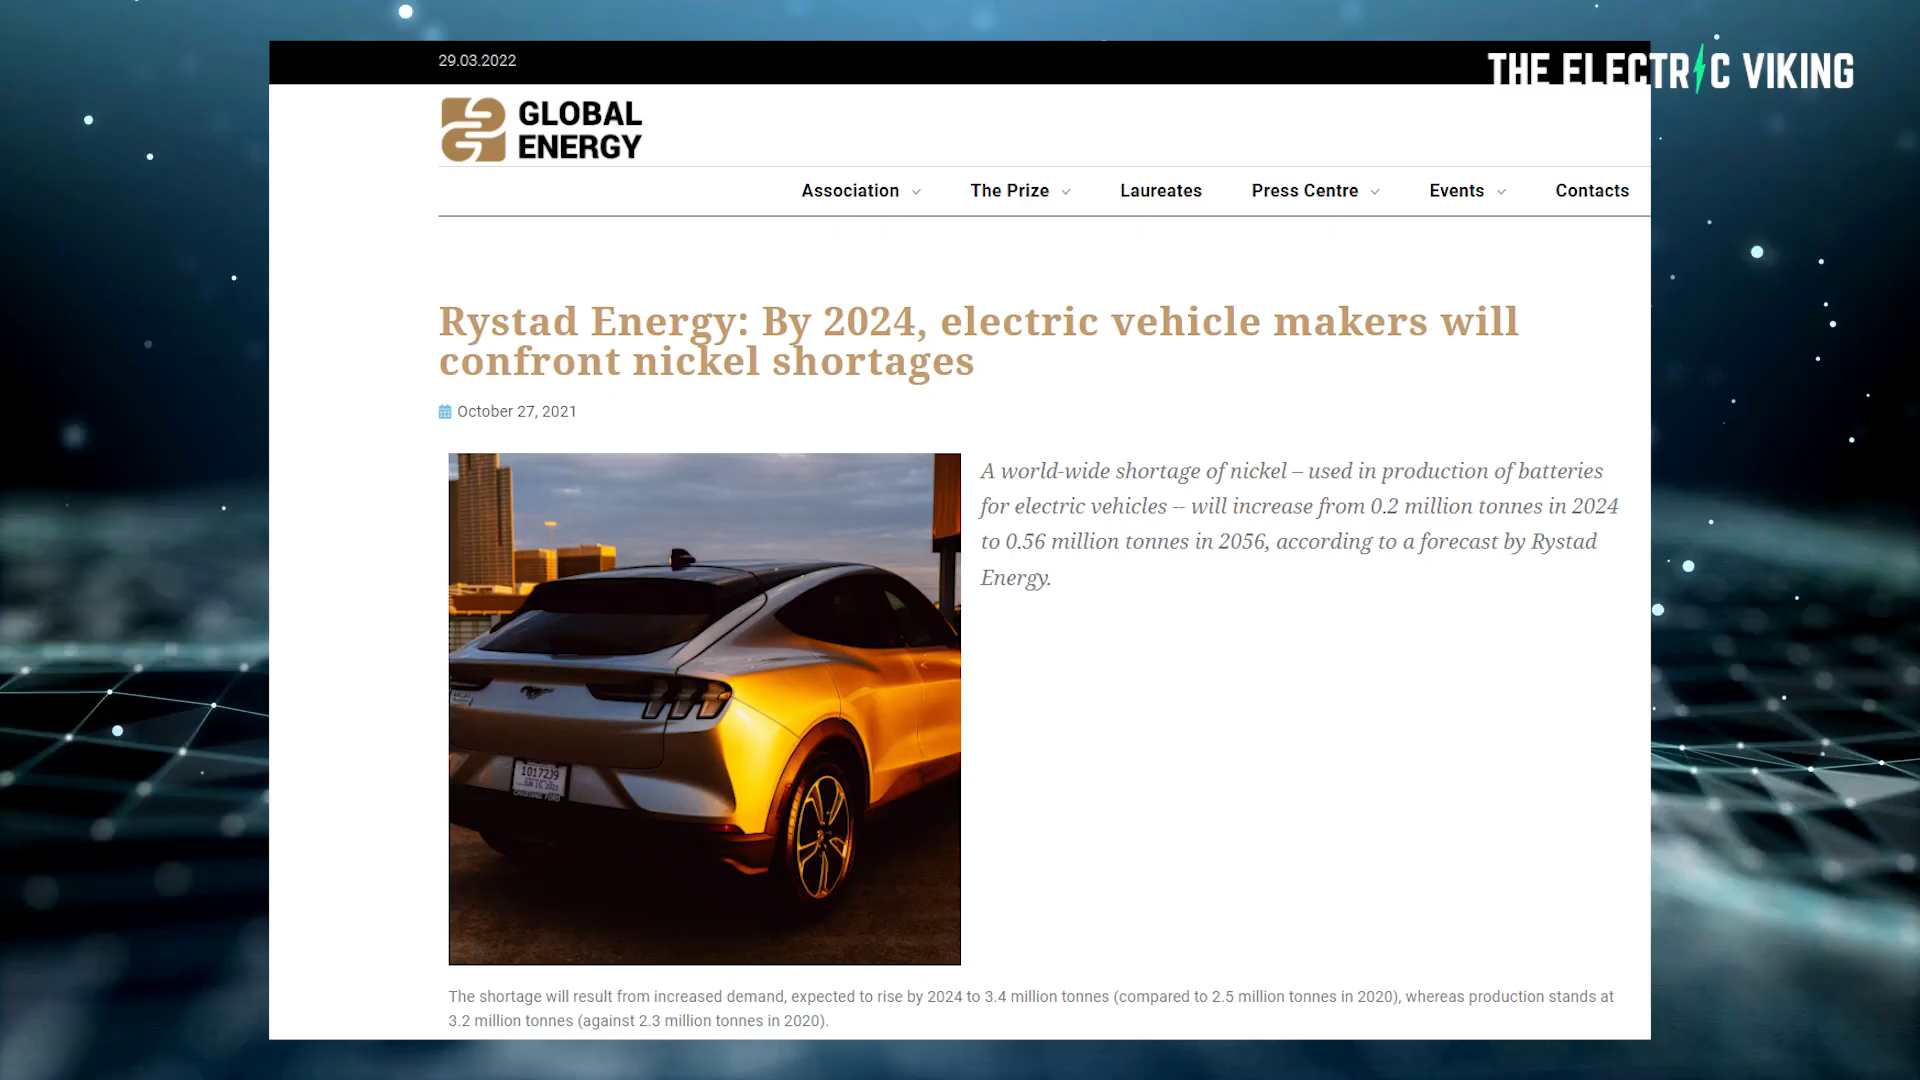 29.03.2022
THE ELECTRIC VIKING
GLOBAL
ENERGY
Association
The Prize
Laureates
Press Centre
Events
Contacts
Rystad Energy: By 2024, electric vehicle makers will
confront nickel shortages
October 27, 2021
A world-wide shortage of nickel – used in production of batteries
for electric vehicles -- will increase from 0.2 million tonnes in 2024
to 0.56 million tonnes in 2056, according to a forecast by Rystad
Energy.
10172J9
The shortage will result from increased demand, expected to rise by 2024 to 3.4 million tonnes (compared to 2.5 million tonnes in 2020), whereas production stands at
3.2 million tonnes (against 2.3 million tonnes in 2020).